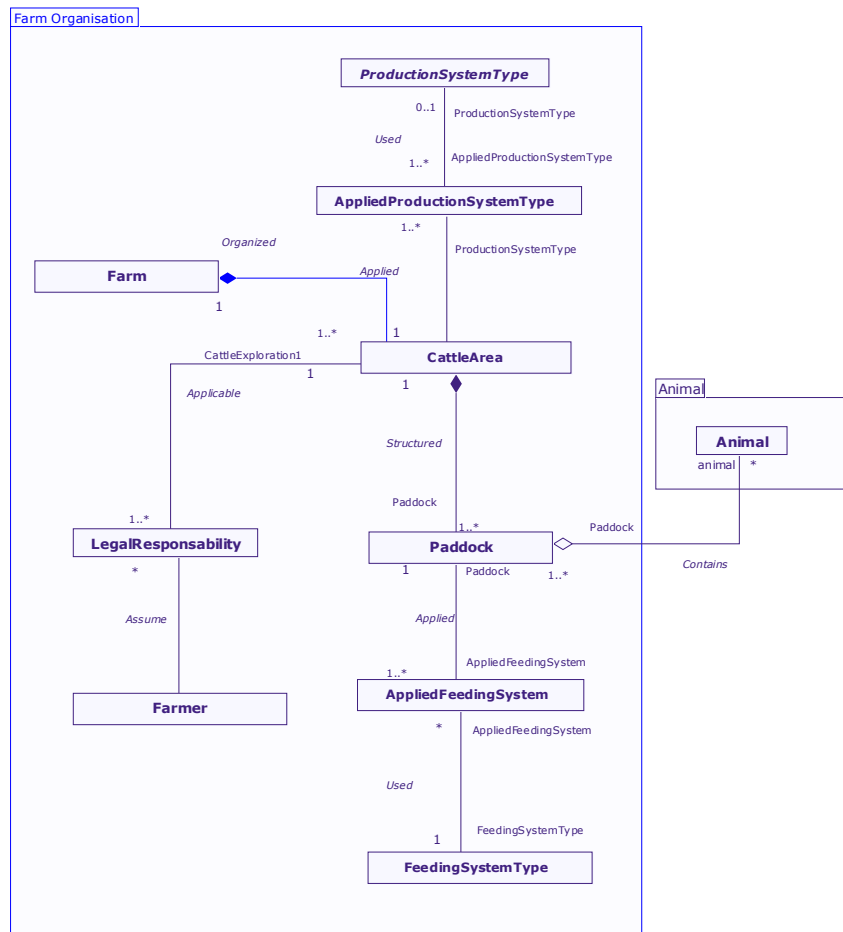 Farm Organisation
ProductionSystemType
0..1
ProductionSystemType
Used
1..*
AppliedProductionSystemType
AppliedProductionSystemType
1..*
Organized
ProductionSystemType
Farm
Applied
1
1..*
1
CattleExploration1
CattleArea
1
1
Applicable
Animal
Animal
animal
*
Structured
Paddock
1..*
1..*
Paddock
LegalResponsability
Paddock
*
1
Paddock
1..*
Contains
Assume
Applied
AppliedFeedingSystem
1..*
Farmer
AppliedFeedingSystem
*
AppliedFeedingSystem
Used
FeedingSystemType
1
FeedingSystemType